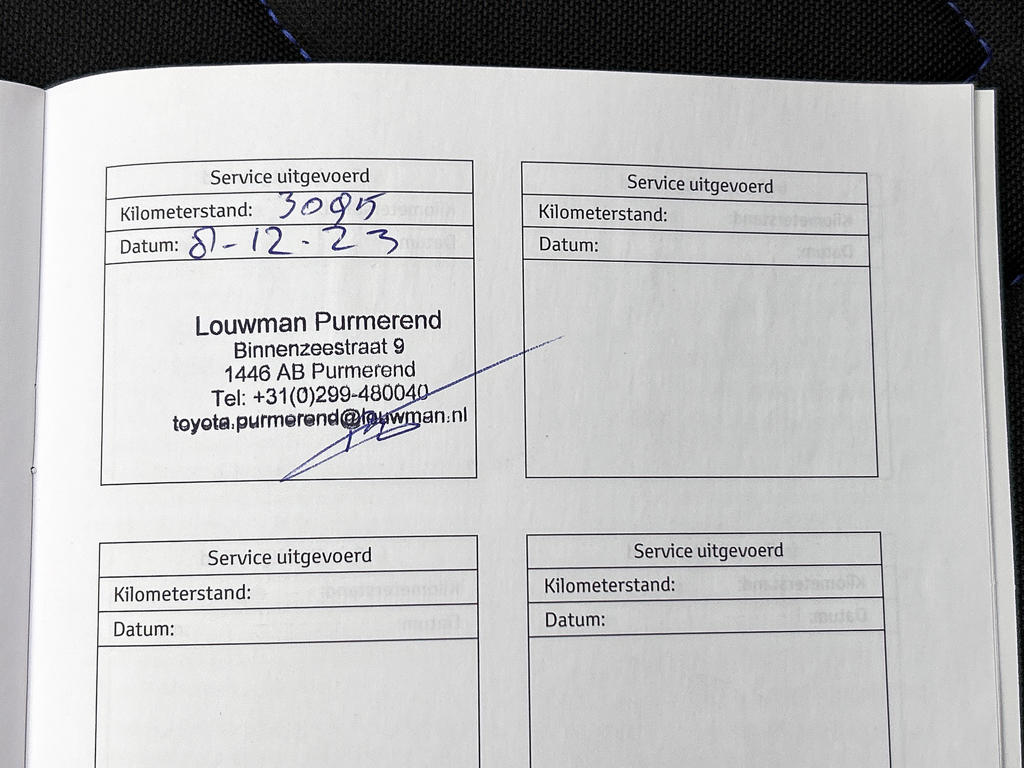 Service uitgevoerd
Kilometerstand: 3095
Datum: 8-12-23
Louwman Purmerend
Binnenzeestraat 9
1446 AB Purmerend
Tel: +31(0)299-480040
toyota.purmerend@louwman.nl
Service uitgevoerd
Kilometerstand:
Datum:
Service uitgevoerd
Kilometerstand:
Datum:
Service uitgevoerd
Kilometerstand:
Datum: